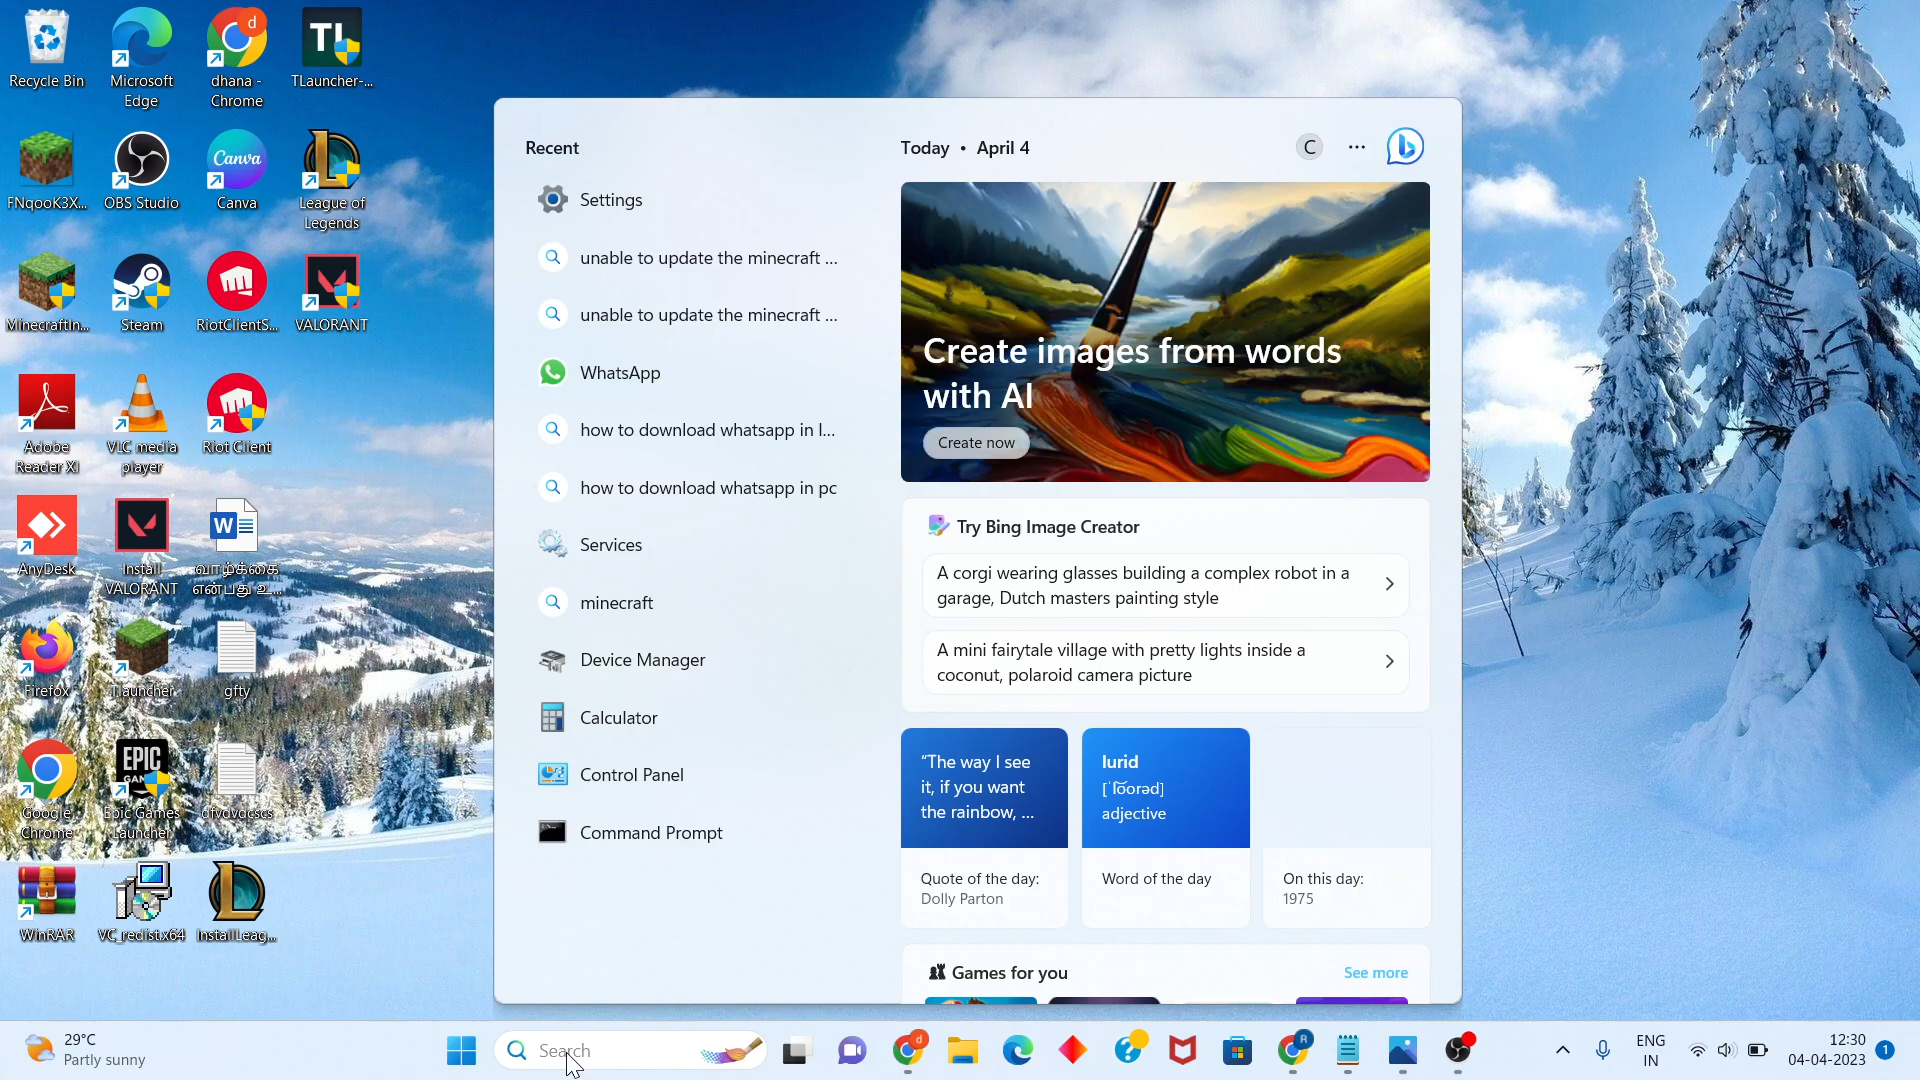 Recycle Bin
Microsoft
Edge
dhana -
Chrome
TLauncher-...
FNqooK3X...
OBS Studio
Canva
Canva
League of
Legends
MinecraftIn...
Steam
RiotClientS...
VALORANT
Adobe
Reader XI
VLC media
player
Riot Client
AnyDesk
Install
VALORANT
வாழ்க்கை
என்பது உ...
Firefox
Tlauncher
gfty
Google
Chrome
EPIC
Epic Games
Launcher
dfvdvdcscs
WinRAR
VC_redist.x64
InstallLeag...
Recent
Settings
unable to update the minecraft ...
unable to update the minecraft ...
WhatsApp
how to download whatsapp in l...
how to download whatsapp in pc
Services
minecraft
Device Manager
Calculator
Control Panel
Command Prompt
Today • April 4
C
Create images from words
with AI
Create now
Try Bing Image Creator
A corgi wearing glasses building a complex robot in a
garage, Dutch masters painting style
A mini fairytale village with pretty lights inside a
coconut, polaroid camera picture
"The way I see
it, if you want
the rainbow, ...
Quote of the day:
Dolly Parton
lurid
[ˈlo͝orəd]
adjective
Word of the day
On this day:
1975
Games for you
See more
29°C
Partly sunny
Search
d
R
ENG
IN
12:30
04-04-2023
1